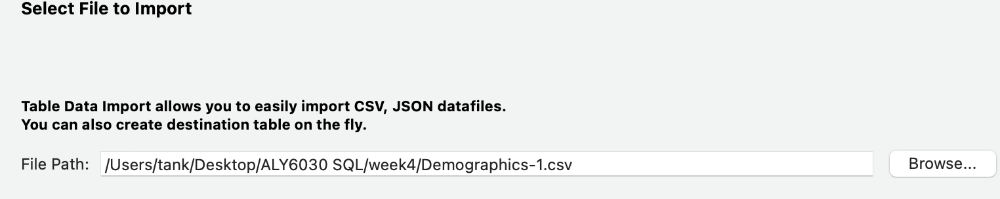 Select File to Import
Table Data Import allows you to easily import CSV, JSON datafiles.
You can also create destination table on the fly.
File Path: /Users/tank/Desktop/ALY6030 SQL/week4/Demographics-1.csv Browse...